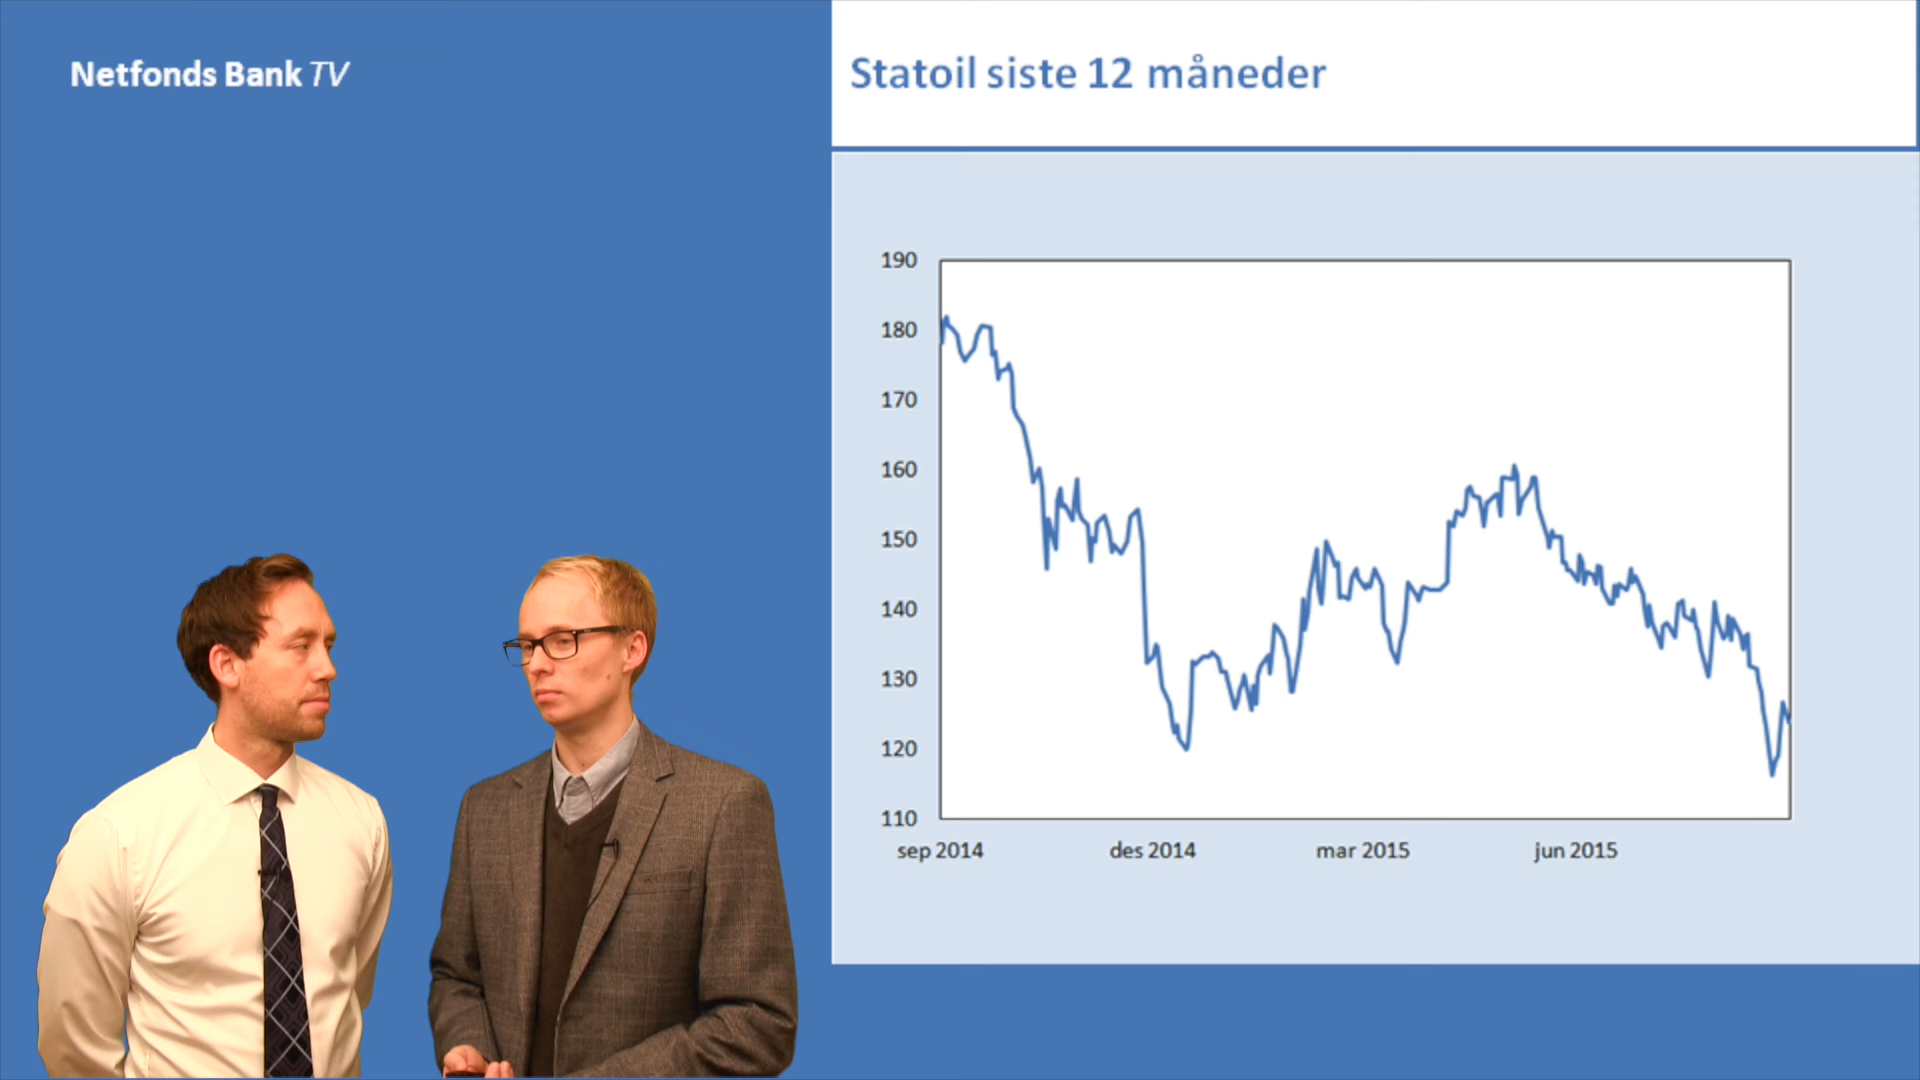 Netfonds Bank TV
Statoil siste 12 måneder
190
180
170
160
150
140
130
120
110
sep 2014
des 2014
mar 2015
jun 2015